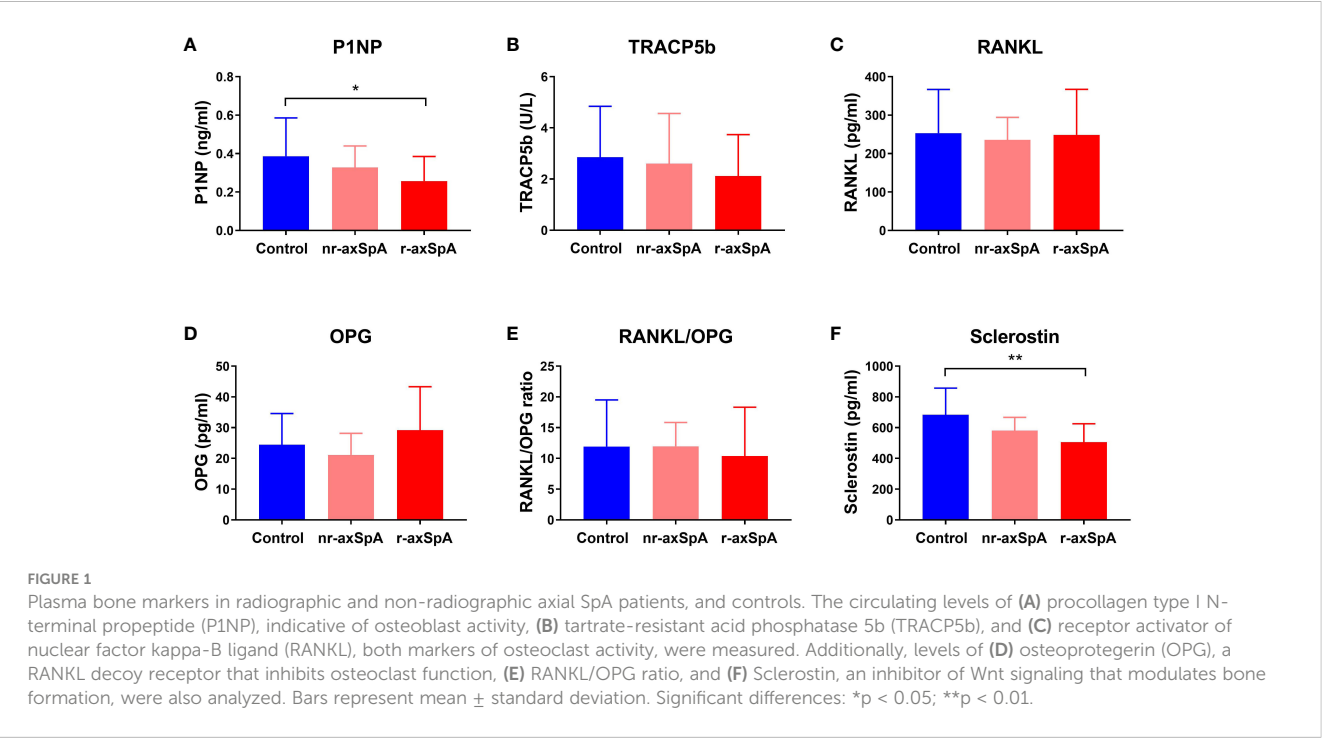 A
P1NP
P1NP (ng/ml)
0.8
0.6
0.4
0.2
0.0
*
Control nr-axSpA r-axSpA
B
TRACP5b
TRACP5b (U/L)
6
4
2
0
Control nr-axSpA r-axSpA
C
RANKL
RANKL (pg/ml)
400
300
200
100
0
Control nr-axSpA r-axSpA
D
OPG
OPG (pg/ml)
50
40
30
20
10
0
Control nr-axSpA r-axSpA
E
RANKL/OPG
RANKL/OPG ratio
25
20
15
10
5
0
Control nr-axSpA r-axSpA
F
Sclerostin
Sclerostin (pg/ml)
1000
800
600
400
200
0
**
Control nr-axSpA r-axSpA
FIGURE 1
Plasma bone markers in radiographic and non-radiographic axial SpA patients, and controls. The circulating levels of (A) procollagen type I N-
terminal propeptide (P1NP), indicative of osteoblast activity, (B) tartrate-resistant acid phosphatase 5b (TRACP5b), and (C) receptor activator of
nuclear factor kappa-B ligand (RANKL), both markers of osteoclast activity, were measured. Additionally, levels of (D) osteoprotegerin (OPG), a
RANKL decoy receptor that inhibits osteoclast function, (E) RANKL/OPG ratio, and (F) Sclerostin, an inhibitor of Wnt signaling that modulates bone
formation, were also analyzed. Bars represent mean ± standard deviation. Significant differences: *p < 0.05; **p < 0.01.